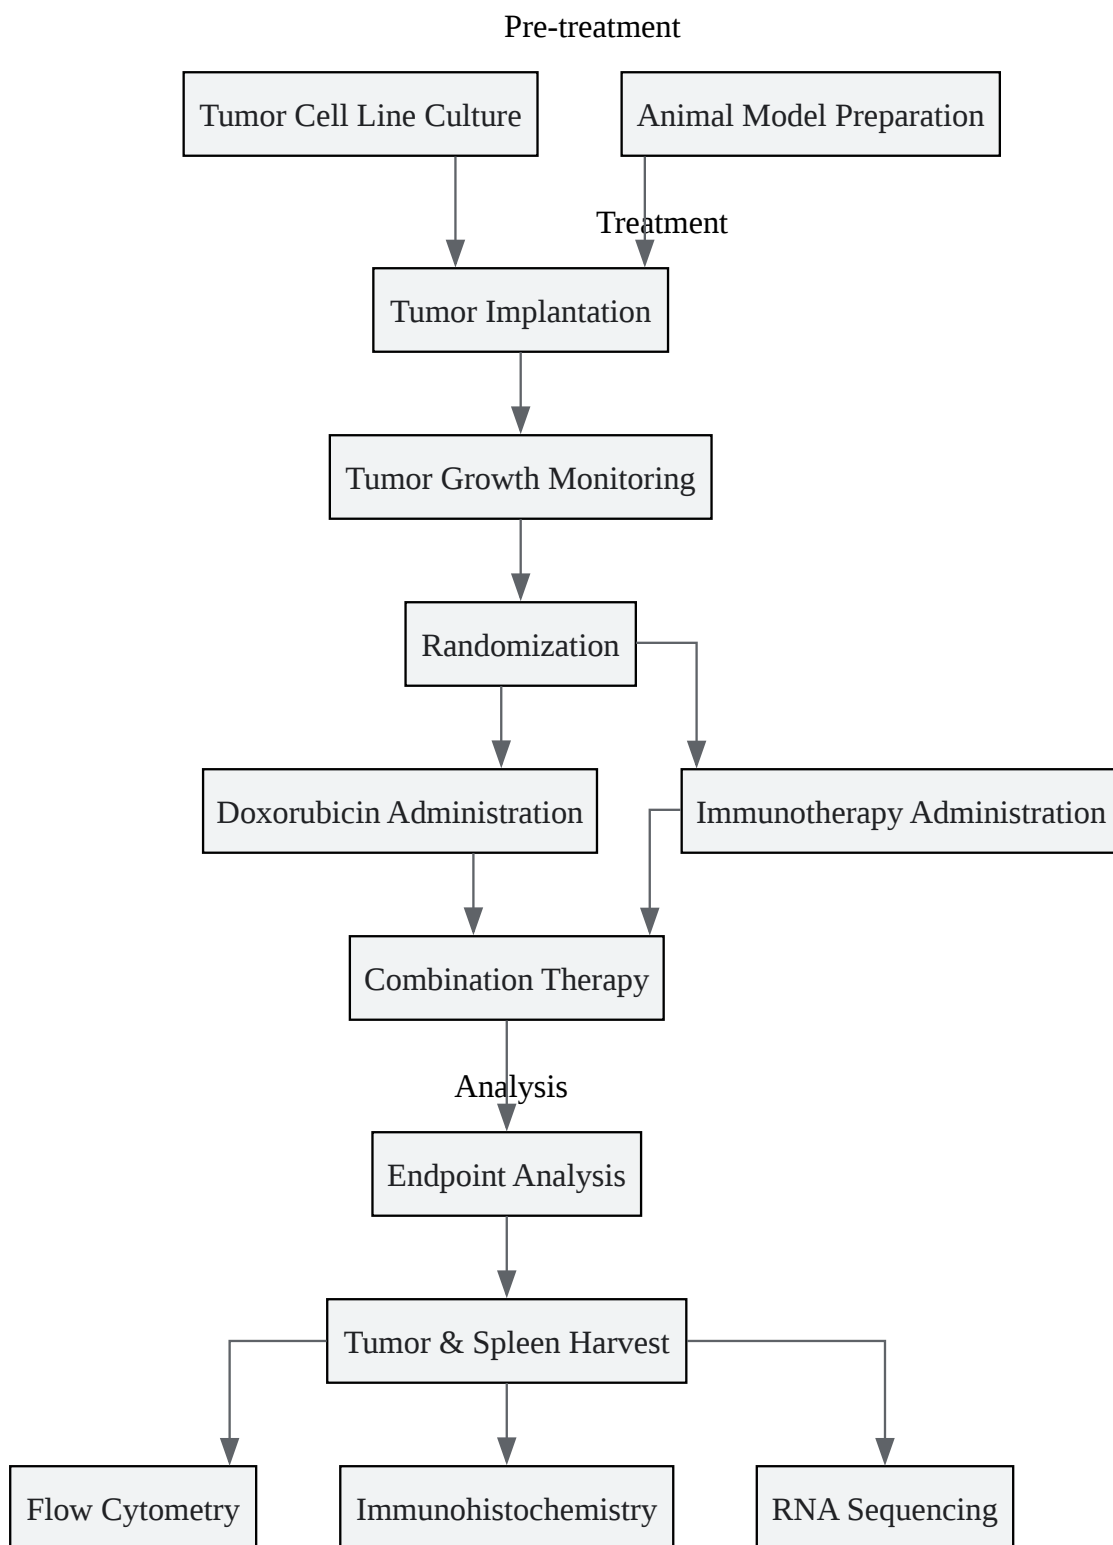 Pre-treatment
Tumor Cell Line Culture
Animal Model Preparation
Treatment
Tumor Implantation
Tumor Growth Monitoring
Randomization
Doxorubicin Administration
Immunotherapy Administration
Combination Therapy
Analysis
Endpoint Analysis
Tumor & Spleen Harvest
Flow Cytometry
Immunohistochemistry
RNA Sequencing